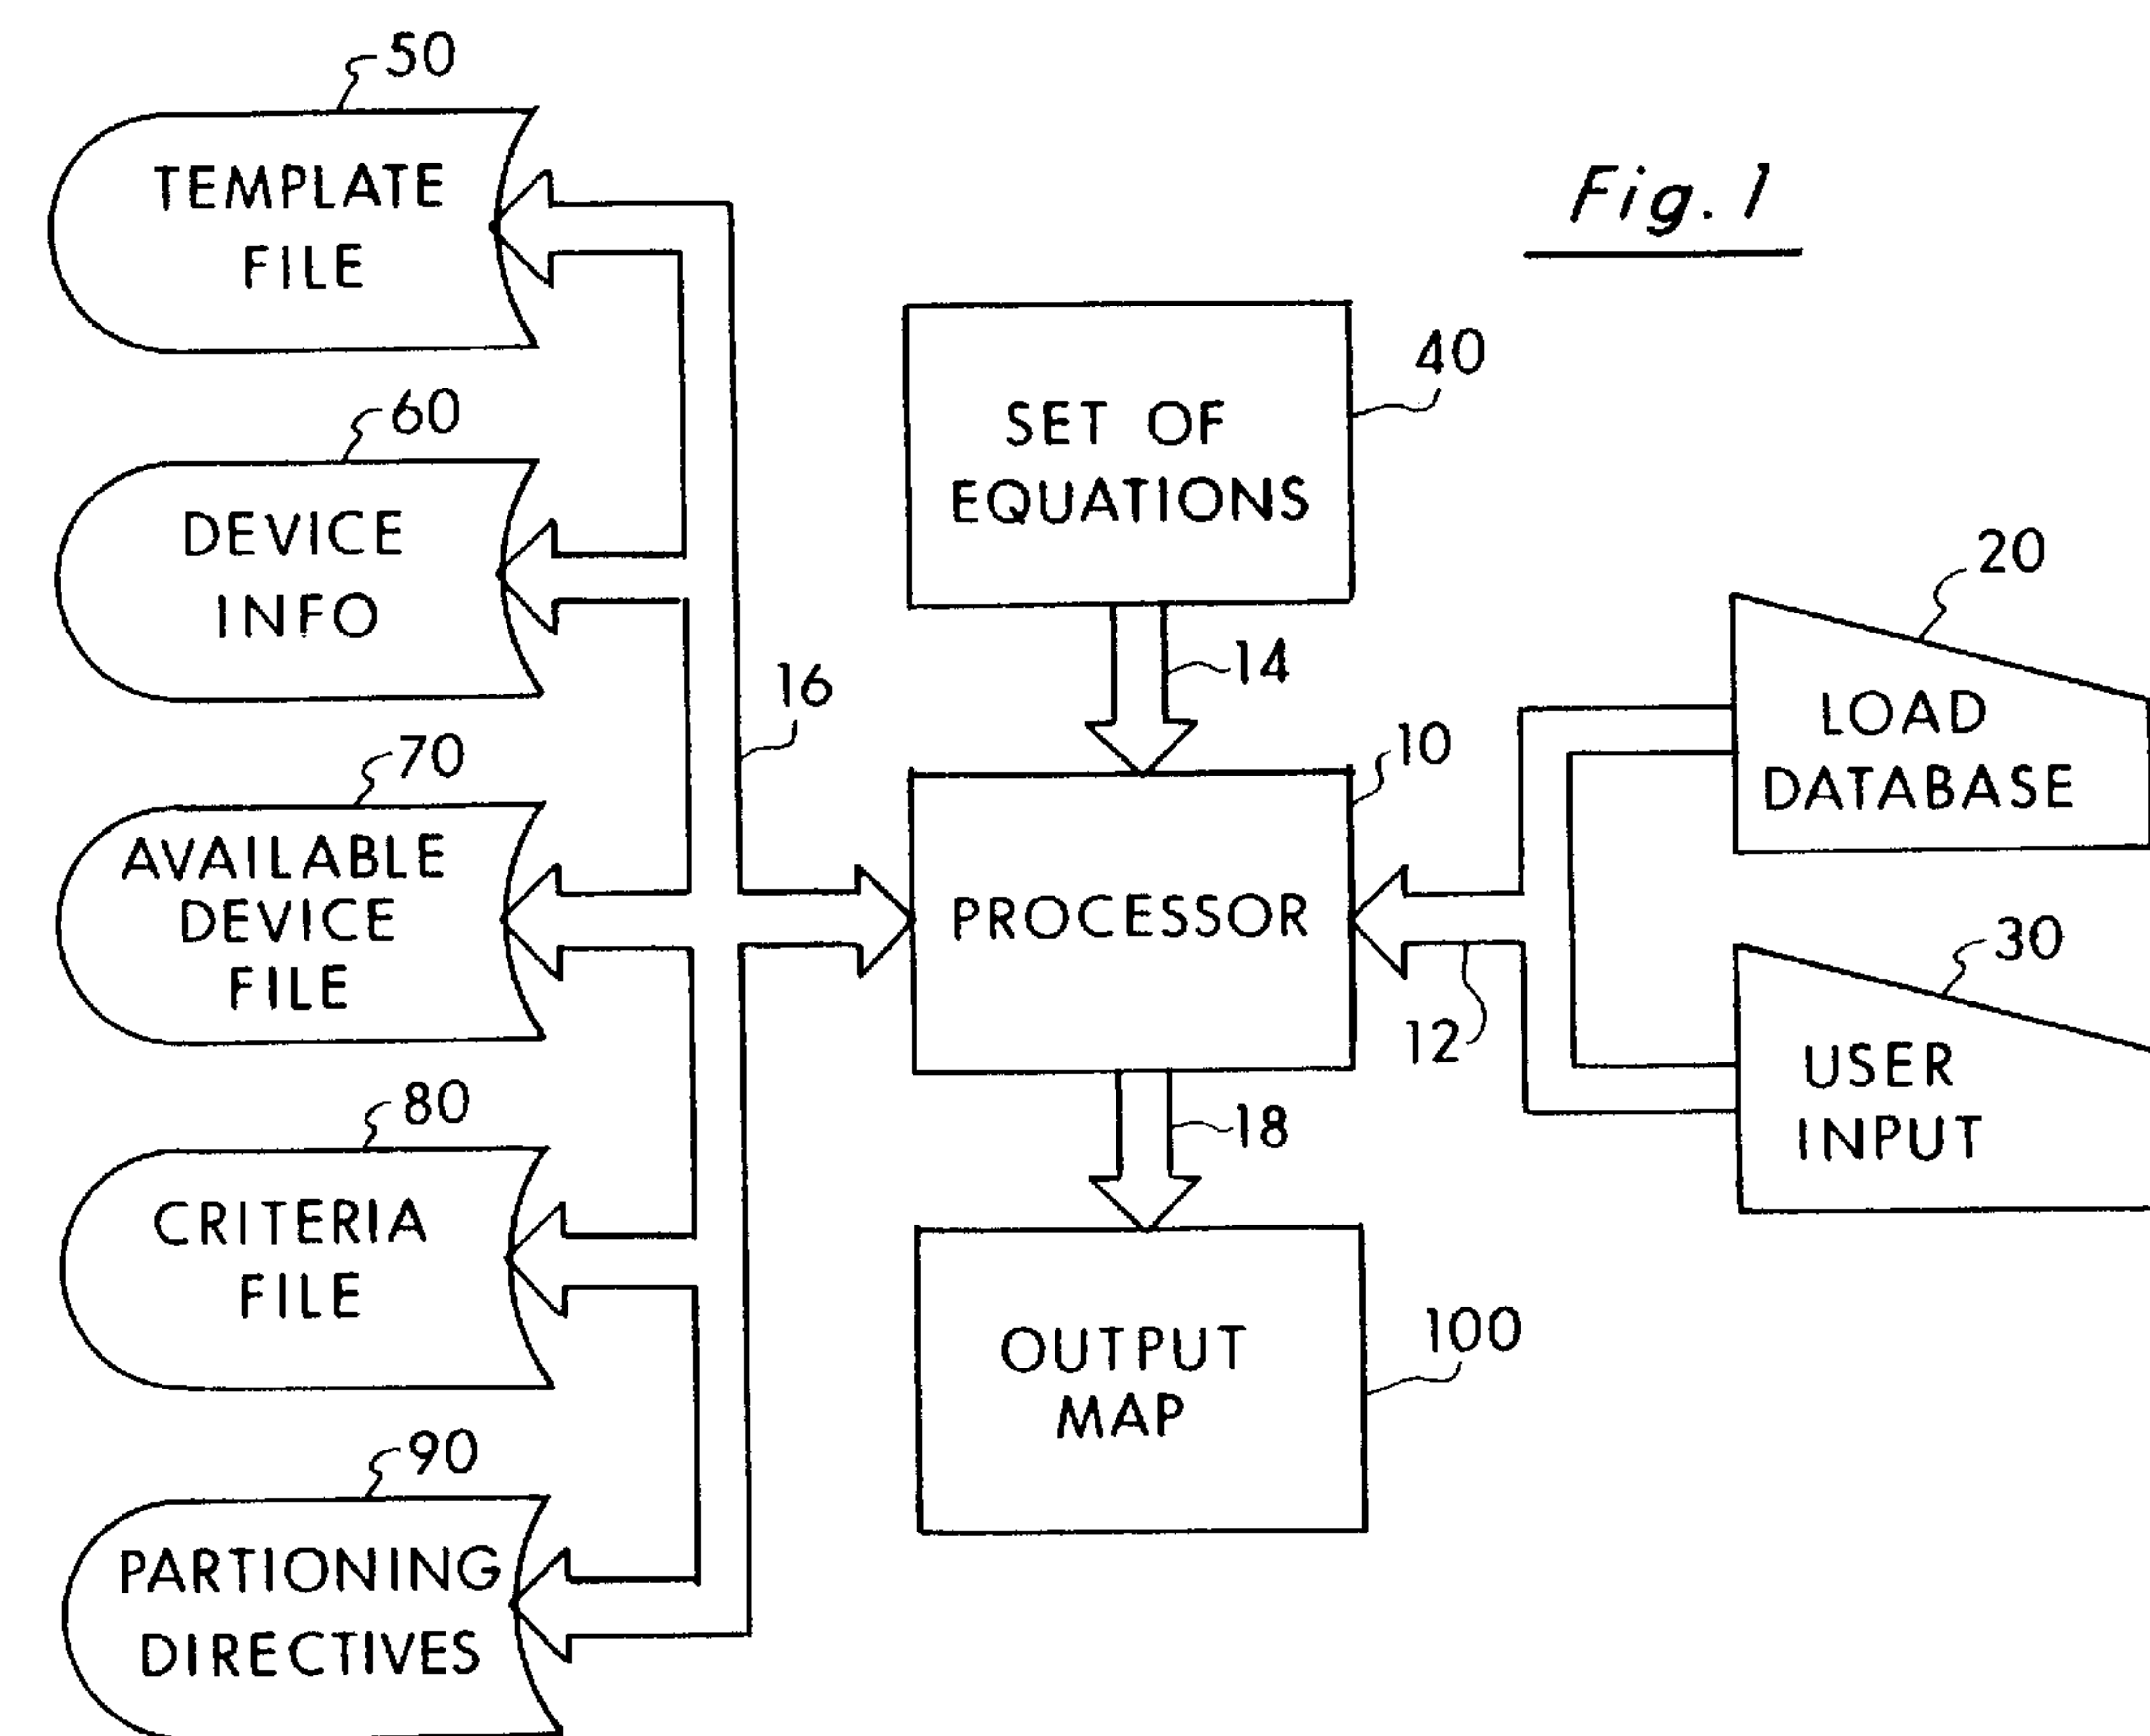 Fig. 1
50
TEMPLATE
FILE
60
DEVICE
INFO
70
AVAILABLE
DEVICE
FILE
80
CRITERIA
FILE
90
PARTIONING
DIRECTIVES
16
SET OF
EQUATIONS
40
14
10
PROCESSOR
12
18
OUTPUT
MAP
100
20
LOAD
DATABASE
30
USER
INPUT